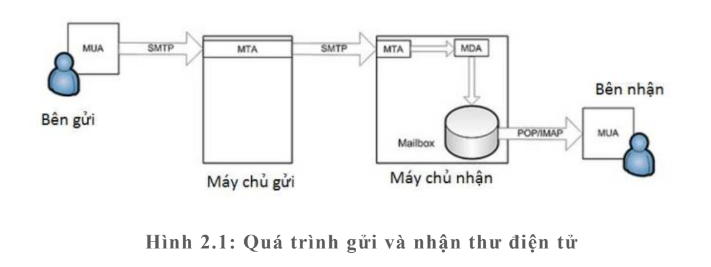 MUA
SMTP
MTA
SMTP
MTA
MDA
Bên nhận
Bên gửi
Mailbox
POP/IMAP
MUA
Máy chủ gửi
Máy chủ nhận
Hình 2.1: Quá trình gửi và nhận thư điện tử